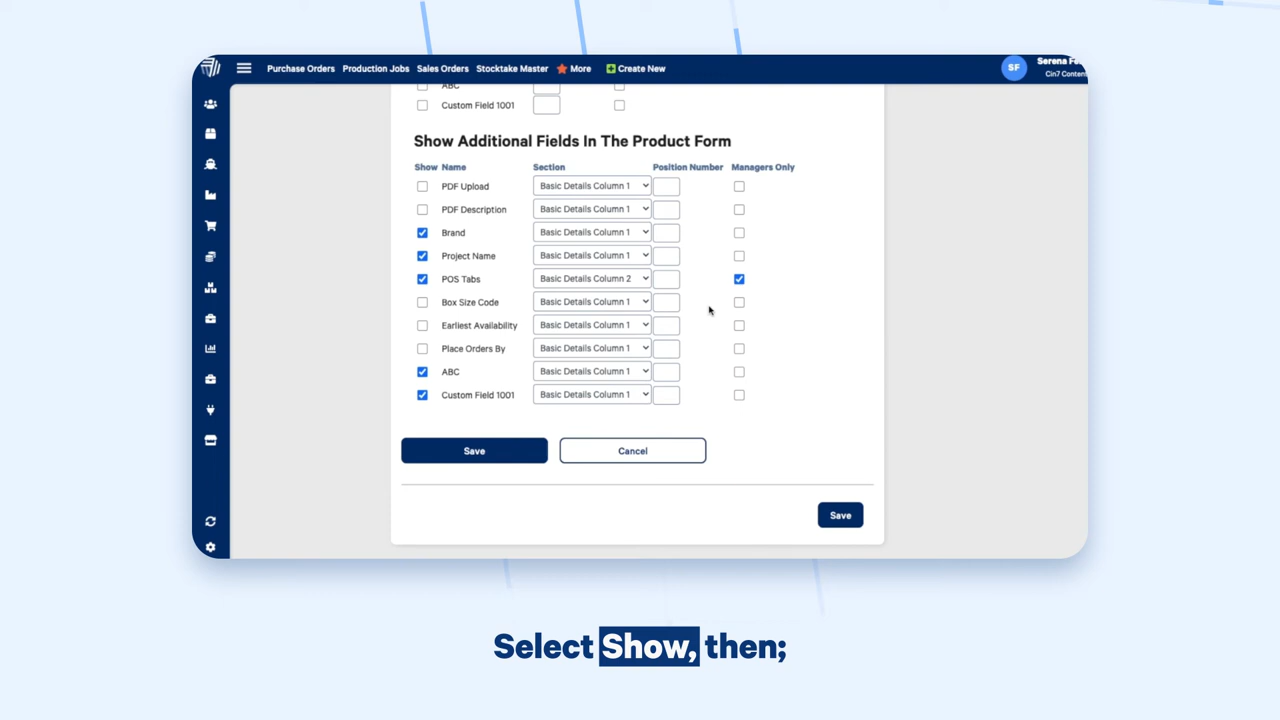 Purchase Orders Production Jobs Sales Orders Stocktake Master More Create New
SF
Serena
Cin7
ABC
Custom Field 1001
Show Additional Fields In The Product Form
Show Name Section Position Number Managers Only
PDF Upload Basic Details Column 1
PDF Description Basic Details Column 1
Brand Basic Details Column 1
Project Name Basic Details Column 1
POS Tabs Basic Details Column 2
Box Size Code Basic Details Column 1
Earliest Availability Basic Details Column 1
Place Orders By Basic Details Column 1
ABC Basic Details Column 1
Custom Field 1001 Basic Details Column 1
Save Cancel
Save
Select Show, then;